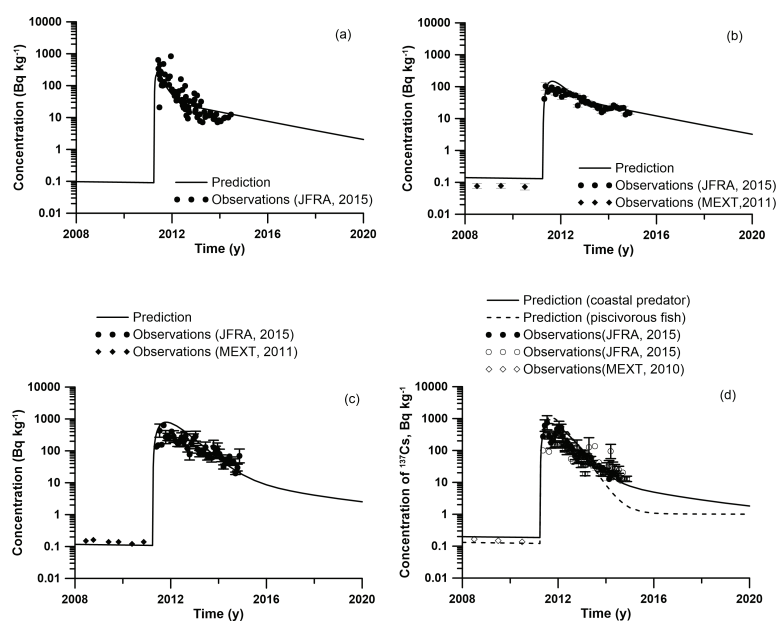 (a)
Concentration (Bq kg-1)
10000
1000
100
10
1
0.1
0.01
Prediction
Observations (JFRA, 2015)
2008 2012 2016 2020
Time (y)
(b)
Concentration (Bq kg-1)
10000
1000
100
10
1
0.1
0.01
Prediction
Observations (JFRA, 2015)
Observations (MEXT,2011)
2008 2012 2016 2020
Time (y)
Prediction
Observations (JFRA, 2015)
Observations (MEXT, 2011)
(c)
Concentration (Bq kg-1)
10000
1000
100
10
1
0.1
0.01
2008 2012 2016 2020
Time (y)
Prediction (coastal predator)
Prediction (piscivorous fish)
Observations(JFRA, 2015)
Observations(JFRA, 2015)
Observations(MEXT, 2010)
(d)
Concentration of 137Cs, Bq kg-1
10000
1000
100
10
1
0.1
0.01
2008 2012 2016 2020
Time (y)